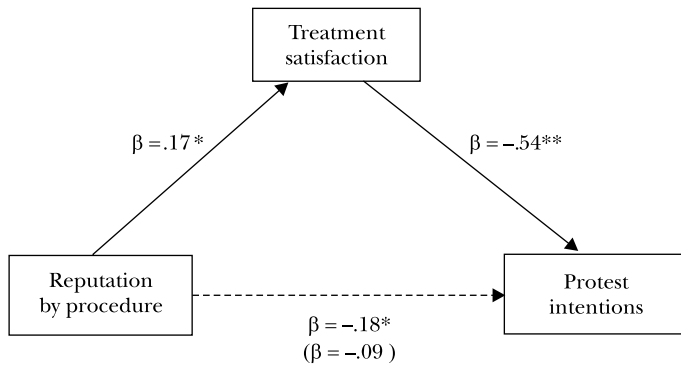 Treatment
satisfaction
β = .17 *
β = –.54**
Reputation
by procedure
Protest
intentions
β = –.18*
(β = –.09 )